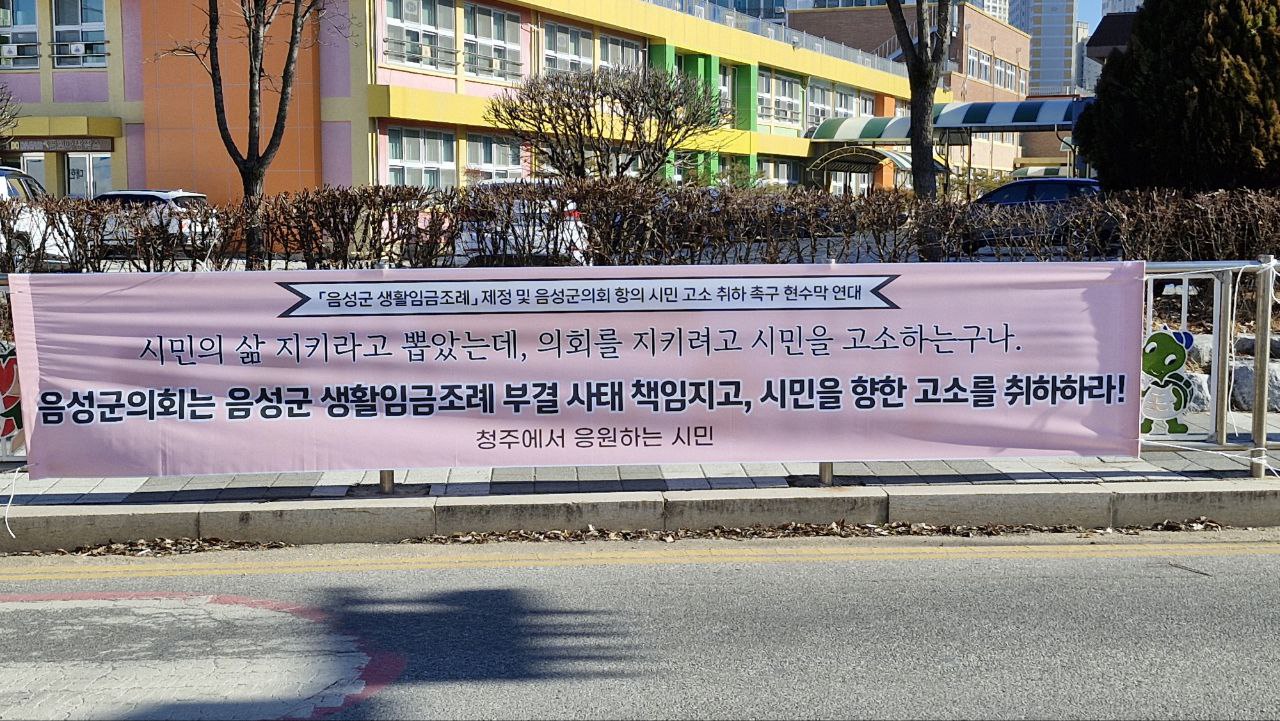 「음성군 생활임금조례」 제정 및 음성군의회 항의 시민 고소 취하 촉구 현수막 연대
시민의 삶 지키라고 뽑았는데, 의회를 지키려고 시민을 고소하는구나.
음성군의회는 음성군 생활임금조례 부결 사태 책임지고, 시민을 향한 고소를 취하하라!
청주에서 응원하는 시민